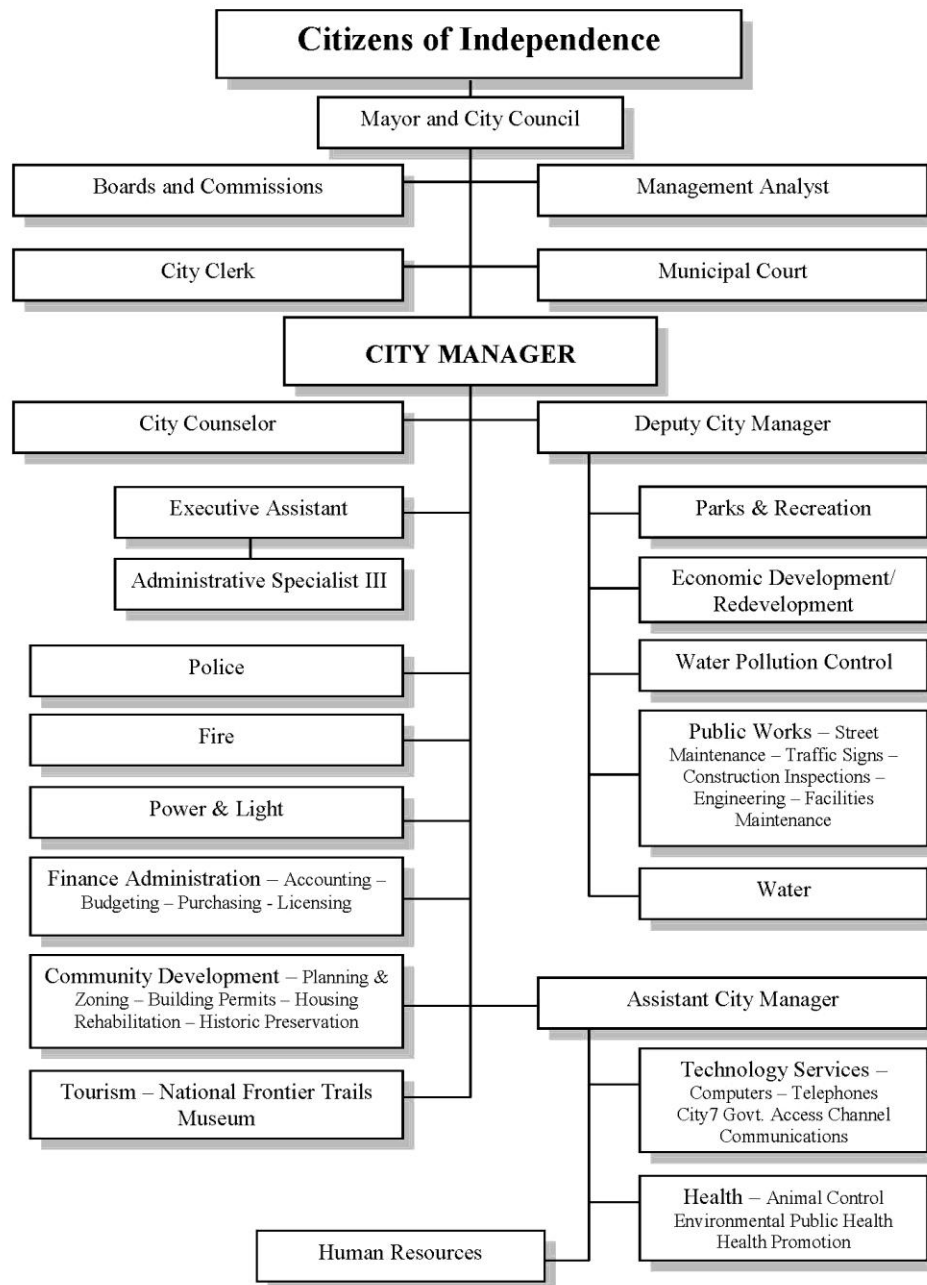 Citizens of Independence
Mayor and City Council
Boards and Commissions
Management Analyst
City Clerk
Municipal Court
CITY MANAGER
City Counselor
Deputy City Manager
Executive Assistant
Administrative Specialist III
Police
Fire
Power & Light
Finance Administration – Accounting –
Budgeting – Purchasing - Licensing
Community Development – Planning &
Zoning – Building Permits – Housing
Rehabilitation – Historic Preservation
Tourism – National Frontier Trails
Museum
Parks & Recreation
Economic Development/
Redevelopment
Water Pollution Control
Public Works – Street
Maintenance – Traffic Signs –
Construction Inspections –
Engineering – Facilities
Maintenance
Water
Assistant City Manager
Technology Services –
Computers – Telephones
City7 Govt. Access Channel
Communications
Health – Animal Control
Environmental Public Health
Health Promotion
Human Resources